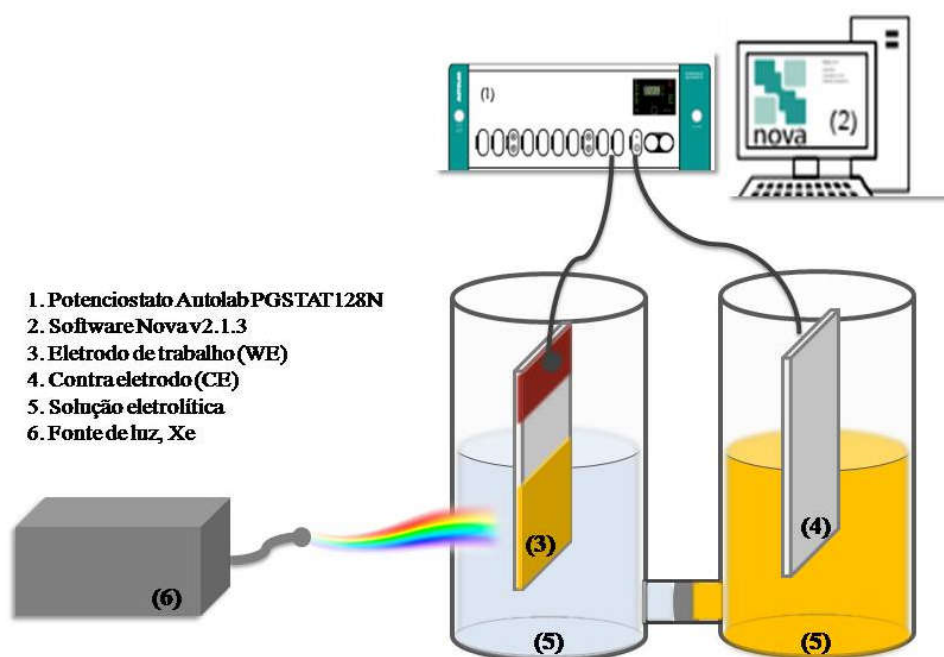 (1)
nova
(2)
1. Potenciostato Autolab PGSTAT128N
2. Software Nova v2.1.3
3. Eletrodo de trabalho (WE)
4. Contra eletrodo (CE)
5. Solução eletrolítica
6. Fonte de luz, Xe
(3)
(4)
(6)
(5)
(5)